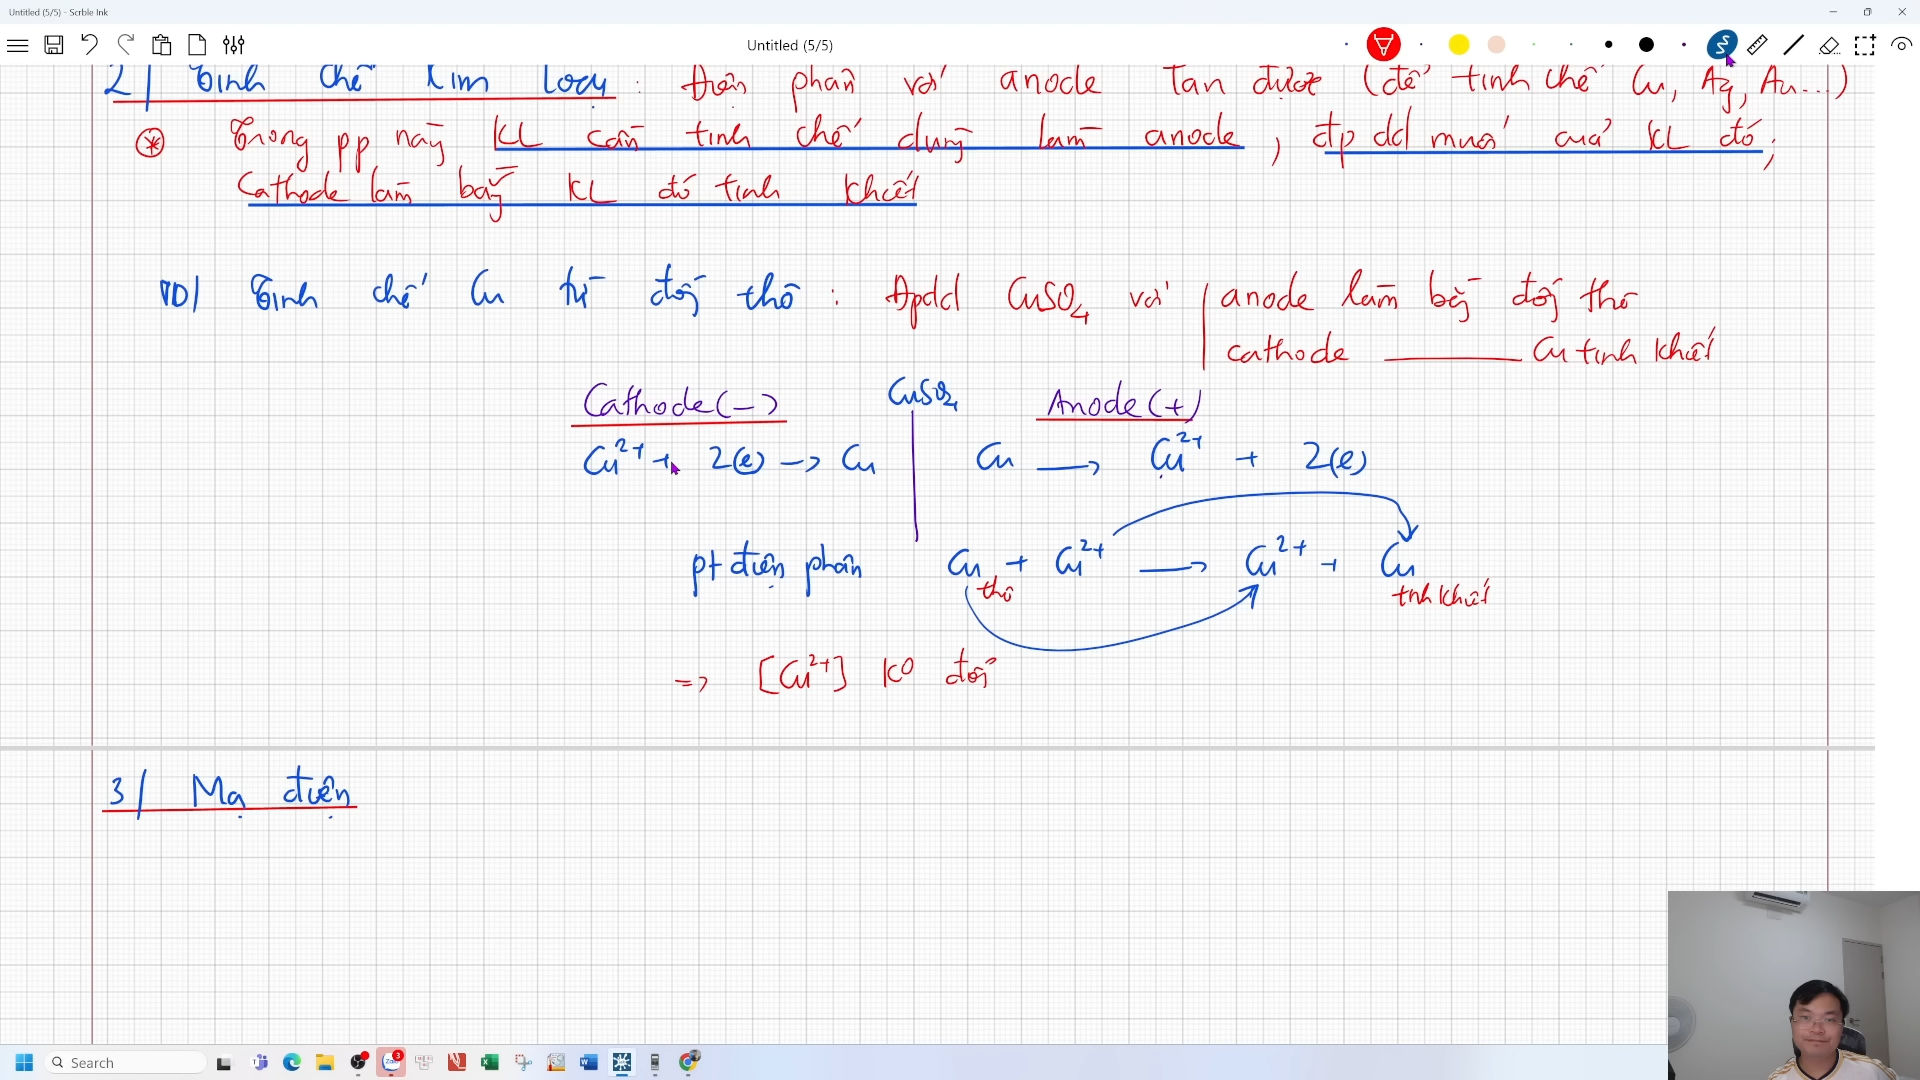 Untitled (5/5) - Scrble Ink
Untitled (5/5)
2/ Tinh chế kim loại : Điện phân với anode tan được (để tinh chế Cu, Ag, Au...)
* Trong pp này KL cần tinh chế dùng làm anode, đp dd muối của KL đó;
Cathode làm bằng KL đó tinh khiết
VD/ Tinh chế Cu từ đồng thô : Đpdd CuSO4 với anode làm bằng đồng thô
cathode ——— Cu tinh khiết
Cathode (-) CuSO4 Anode (+)
Cu2+ + 2(e) -> Cu Cu —> Cu2+ + 2(e)
pt điện phân Cu thô + Cu2+ —> Cu2+ + Cu tinh khiết
=> [Cu2+] ko đổi
3/ Mạ điện
Search
3